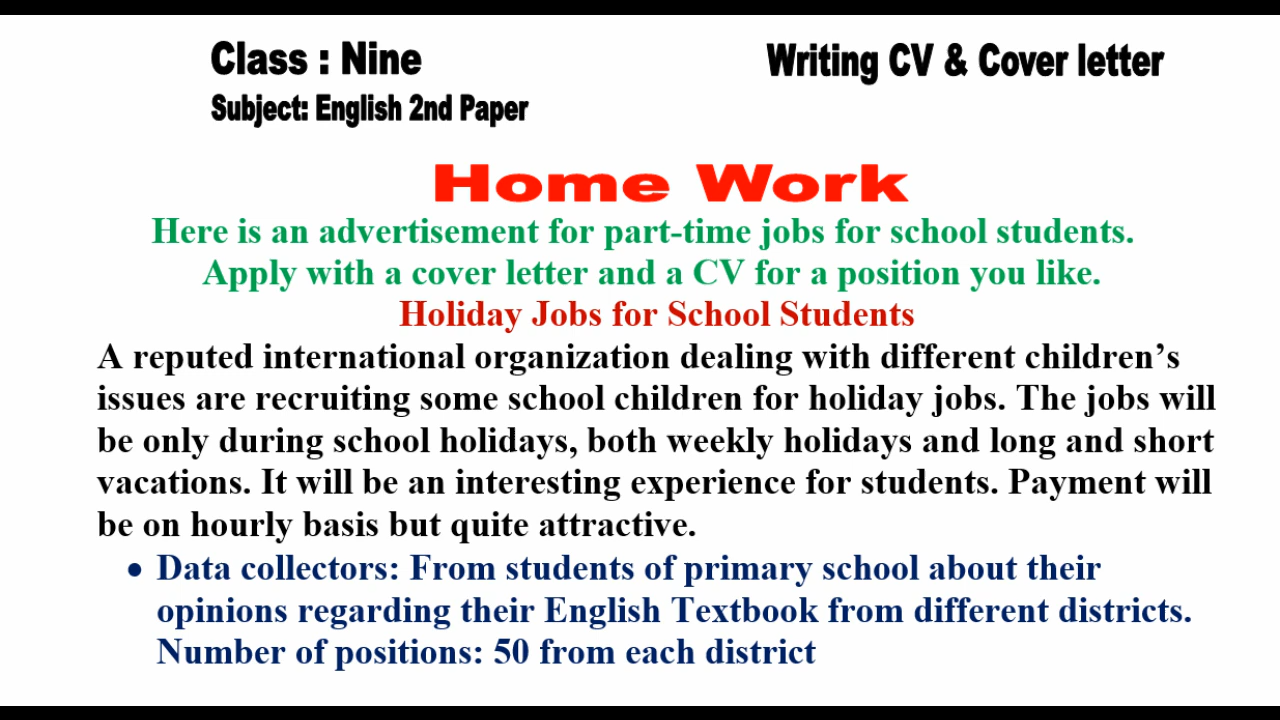 Class : Nine
Writing CV & Cover letter
Subject: English 2nd Paper
Home Work
Here is an advertisement for part-time jobs for school students.
Apply with a cover letter and a CV for a position you like.
Holiday Jobs for School Students
A reputed international organization dealing with different children’s
issues are recruiting some school children for holiday jobs. The jobs will
be only during school holidays, both weekly holidays and long and short
vacations. It will be an interesting experience for students. Payment will
be on hourly basis but quite attractive.
• Data collectors: From students of primary school about their
opinions regarding their English Textbook from different districts.
Number of positions: 50 from each district